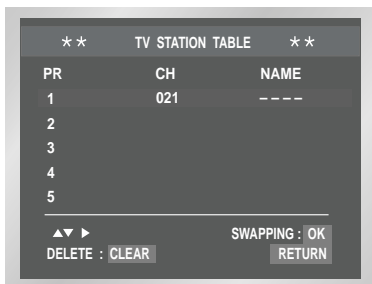 ** TV STATION TABLE **
PR CH NAME
1 021 ––––
2
3
4
5
▲▼ ▶ SWAPPING : OK
DELETE : CLEAR RETURN